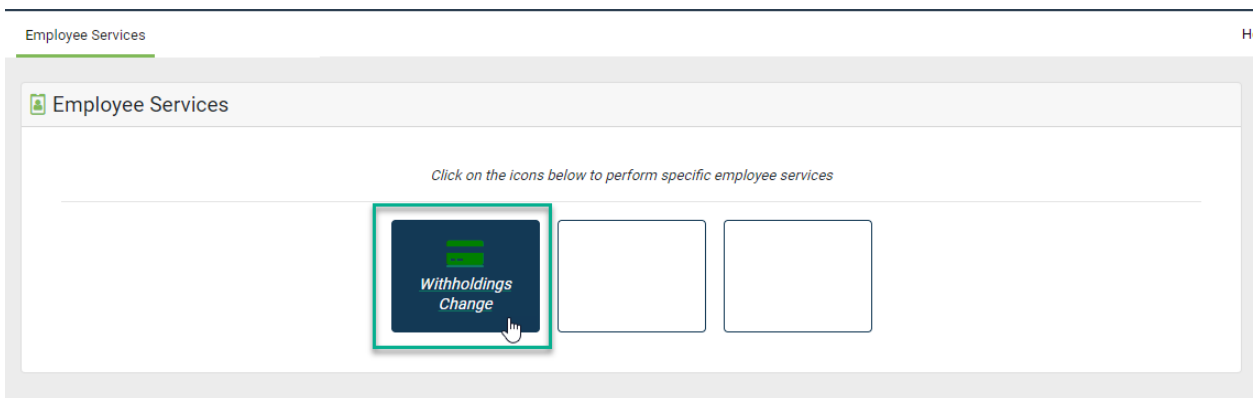 Employee Services
Employee Services
Click on the icons below to perform specific employee services
Withholdings
Change